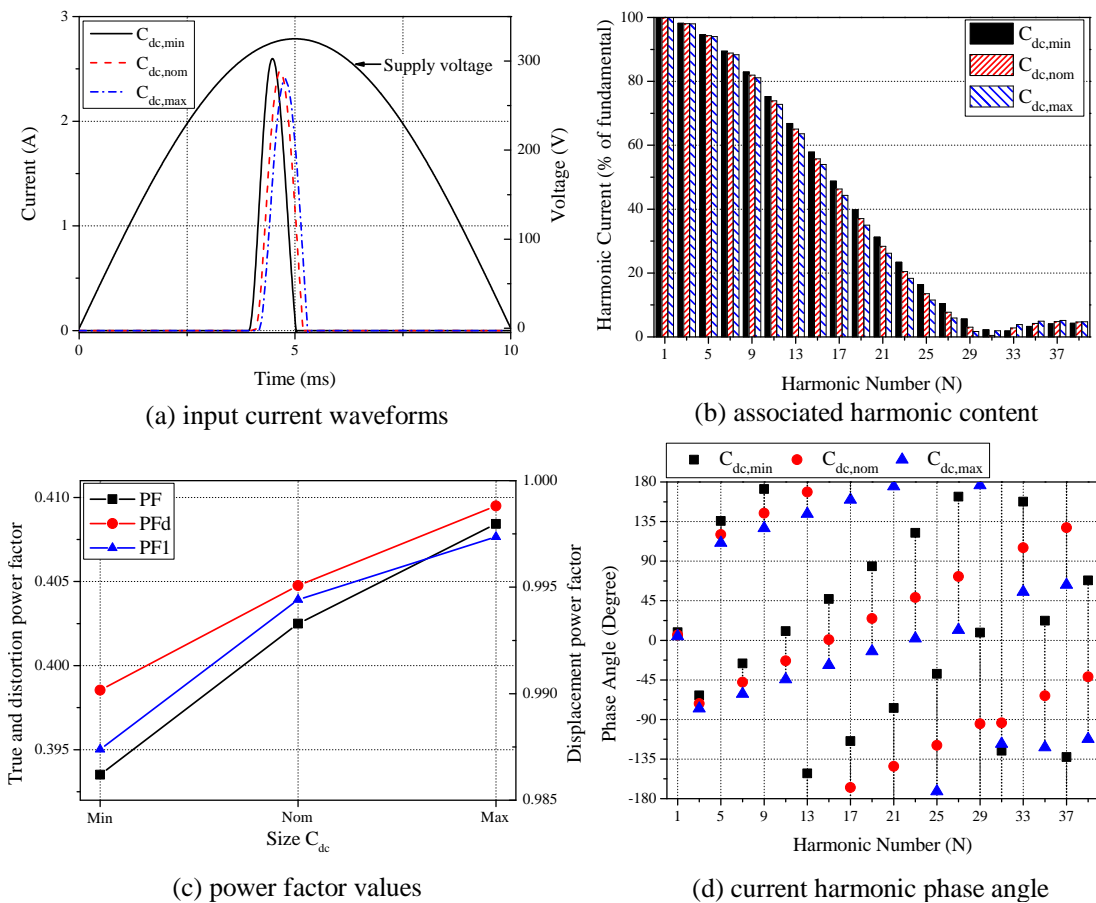 3
2
1
0
Current (A)
C_dc,min
C_dc,nom
C_dc,max
Supply voltage
300
200
100
0
Voltage (V)
0
5
10
Time (ms)
(a) input current waveforms
100
80
60
40
20
0
Harmonic Current (% of fundamental)
C_dc,min
C_dc,nom
C_dc,max
1
5
9
13
17
21
25
29
33
37
Harmonic Number (N)
(b) associated harmonic content
0.410
0.405
0.400
0.395
True and distortion power factor
PF
PFd
PF1
1.000
0.995
0.990
0.985
Displacement power factor
Min
Nom
Max
Size C_dc
(c) power factor values
C_dc,min C_dc,nom C_dc,max
180
135
90
45
0
-45
-90
-135
-180
Phase Angle (Degree)
1
5
9
13
17
21
25
29
33
37
Harmonic Number (N)
(d) current harmonic phase angle